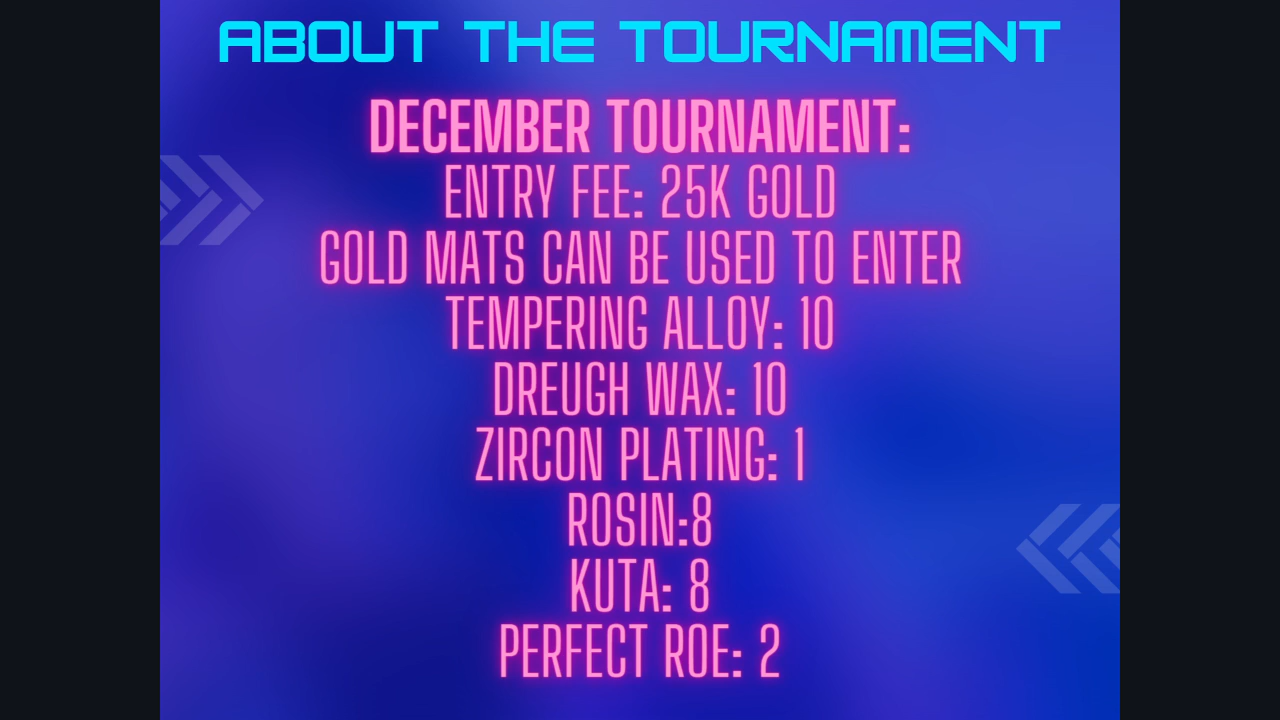 ABOUT THE TOURNAMENT
DECEMBER TOURNAMENT:
ENTRY FEE: 25K GOLD
GOLD MATS CAN BE USED TO ENTER
TEMPERING ALLOY: 10
DREUGH WAX: 10
ZIRCON PLATING: 1
ROSIN:8
KUTA: 8
PERFECT ROE: 2